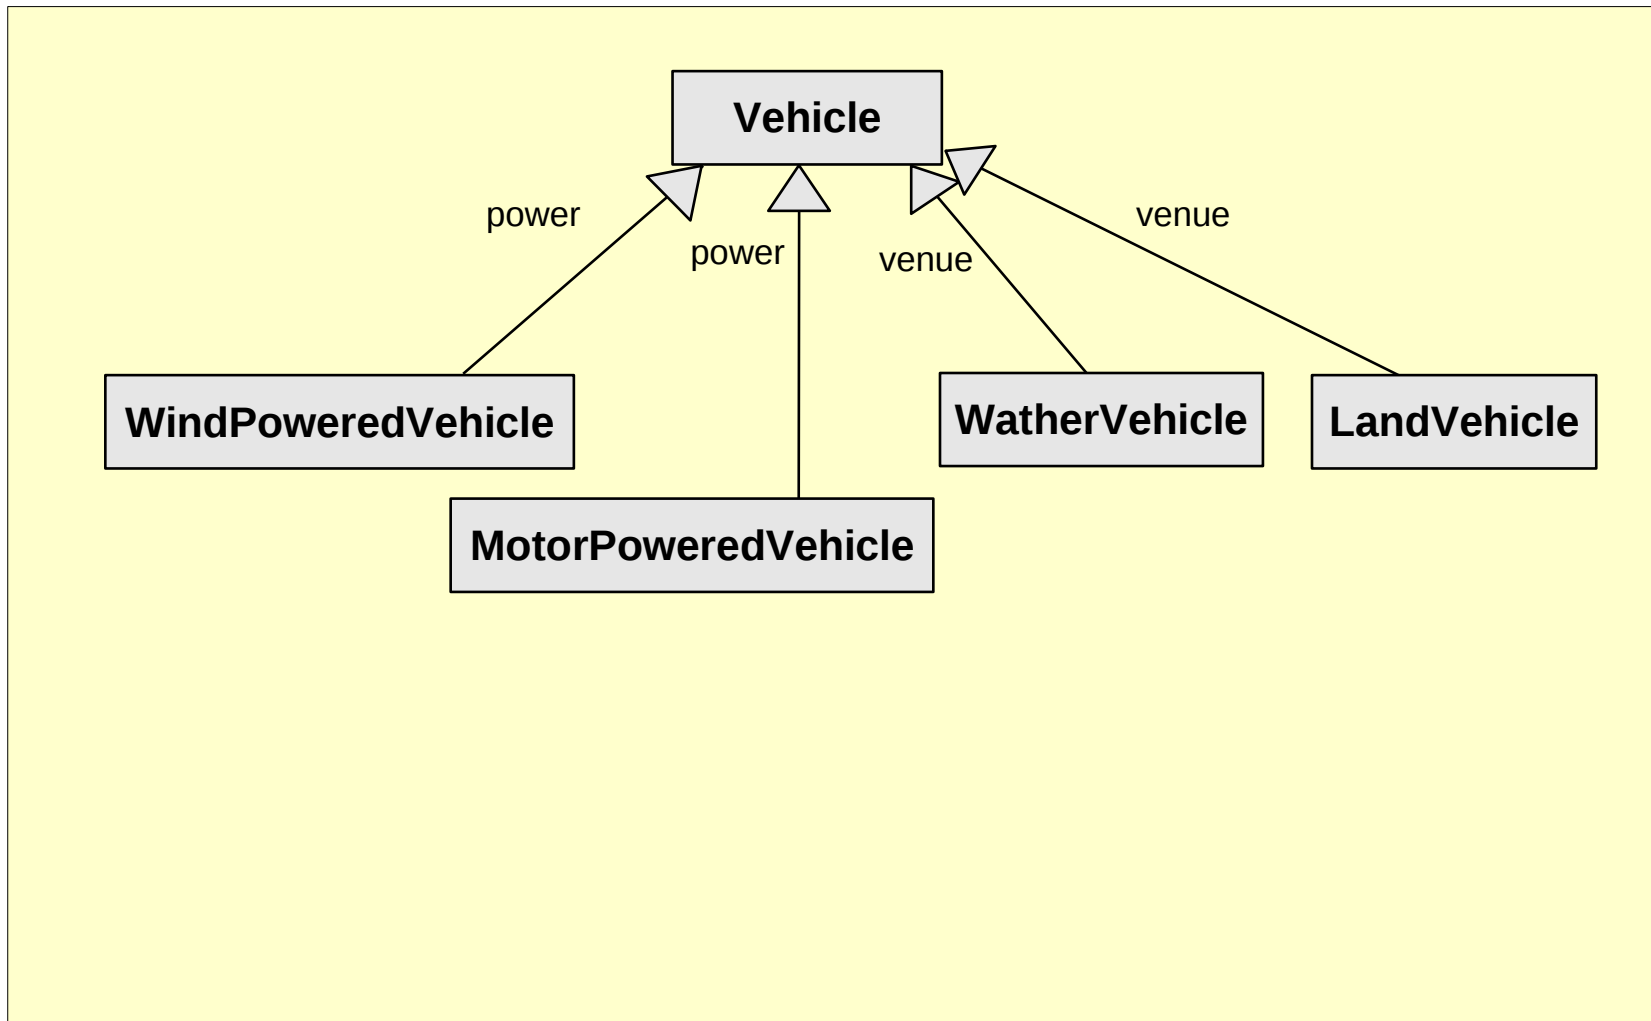 Vehicle
power
power
venue
venue
WindPoweredVehicle
WatherVehicle
LandVehicle
MotorPoweredVehicle